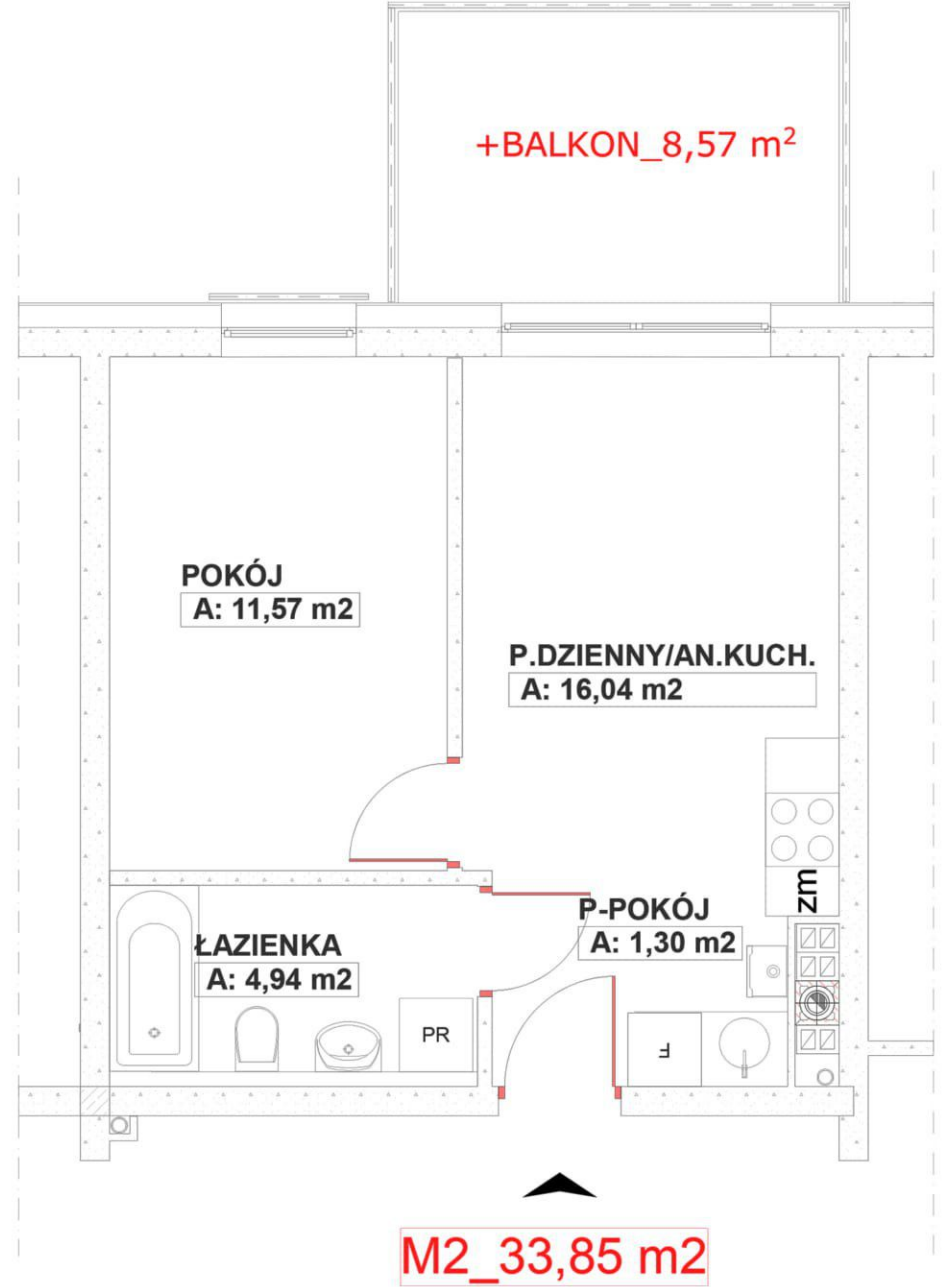 +BALKON_8,57 m²
POKÓJ
A: 11,57 m2
P.DZIENNY/AN.KUCH.
A: 16,04 m2
zm
P-POKÓJ
A: 1,30 m2
ŁAZIENKA
A: 4,94 m2
PR
F
M2_33,85 m2